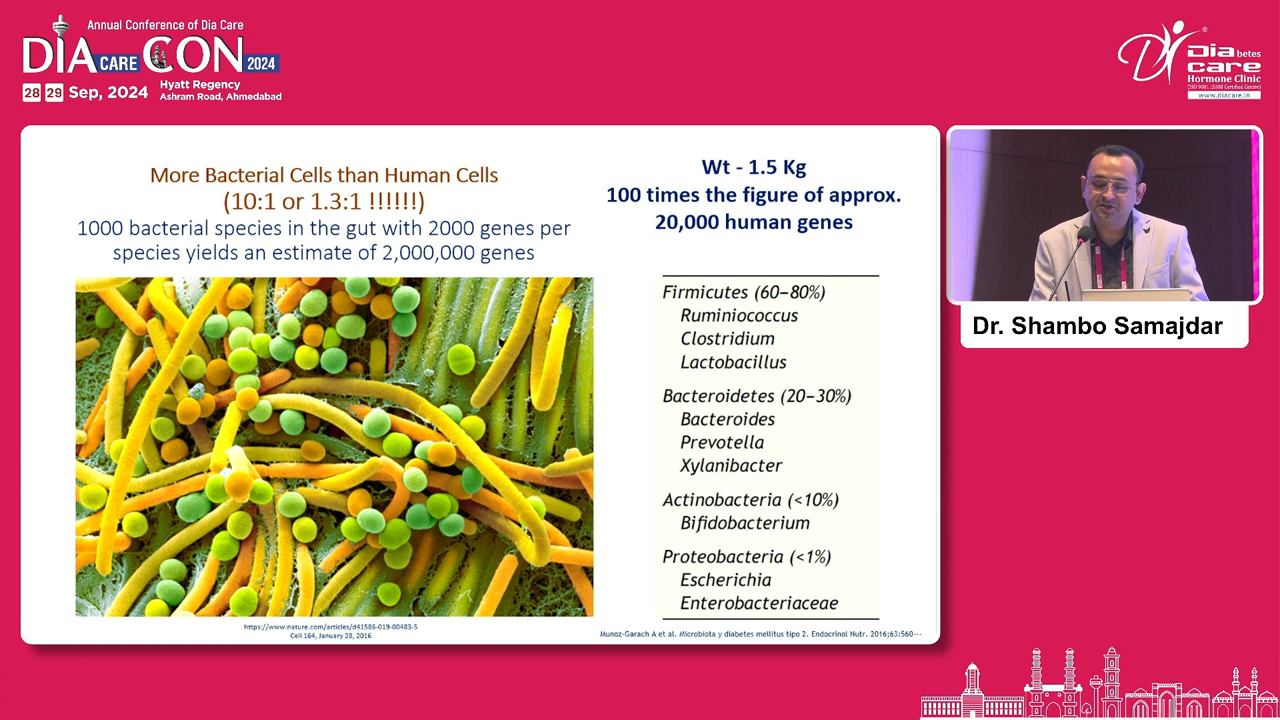 Annual Conference of Dia Care
DIA CARE CON 2024
28 29 Sep, 2024
Hyatt Regency
Ashram Road, Ahmedabad
Diabetes
care
Hormone Clinic
(ISO 9001:2008 Certified Centre)
www.diacare.in
More Bacterial Cells than Human Cells
(10:1 or 1.3:1 !!!!!!)
1000 bacterial species in the gut with 2000 genes per
species yields an estimate of 2,000,000 genes
https://www.nature.com/articles/d41586-019-00483-5
Cell 164, January 28, 2016
Wt - 1.5 Kg
100 times the figure of approx.
20,000 human genes
Firmicutes (60–80%)
Ruminiococcus
Clostridium
Lactobacillus
Bacteroidetes (20–30%)
Bacteroides
Prevotella
Xylanibacter
Actinobacteria (<10%)
Bifidobacterium
Proteobacteria (<1%)
Escherichia
Enterobacteriaceae
Munoz-Garach A et al. Microbiota y diabetes mellitus tipo 2. Endocrinol Nutr. 2016;63:560---
Dr. Shambo Samajdar